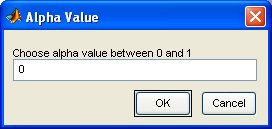 Alpha Value
Choose alpha value between 0 and 1
0
OK
Cancel